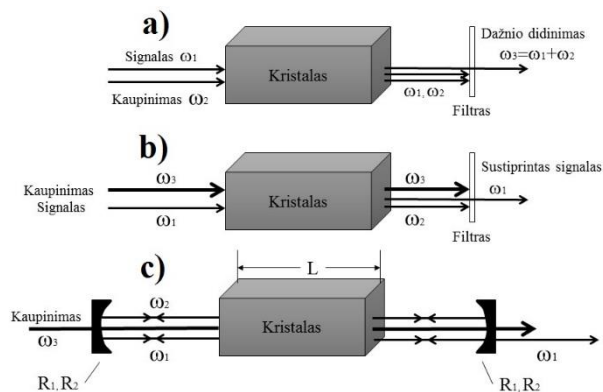 a)
Signalas ω₁
Kaupinimas ω₂
Kristalas
ω₁, ω₂
Dažnio didinimas
ω₃=ω₁+ω₂
Filtras
b)
Kaupinimas
Signalas
ω₃
ω₁
Kristalas
ω₃
ω₂
Sustiprintas signalas
ω₁
Filtras
c)
L
Kaupinimas
ω₃
ω₂
ω₁
Kristalas
ω₁
R₁, R₂
R₁, R₂